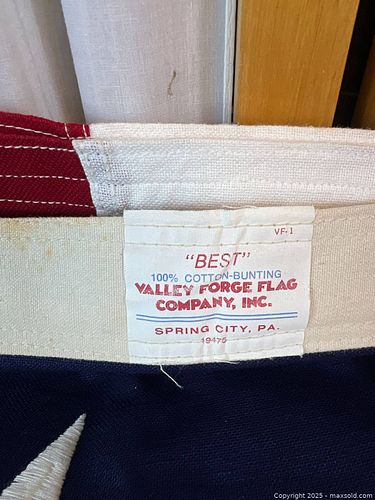 VF-1
"BEST"
100% COTTON-BUNTING
VALLEY FORGE FLAG
COMPANY, INC.
SPRING CITY, PA.
19475
Copyright 2025 - maxsold.com